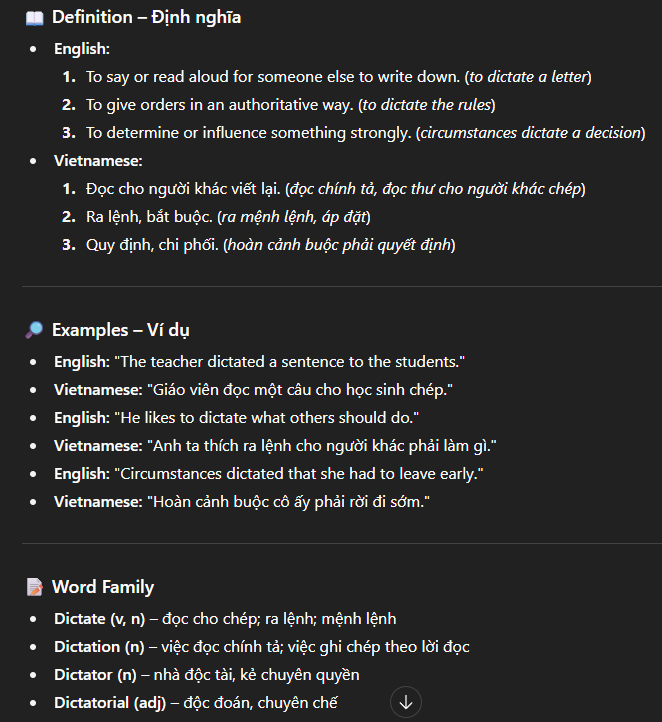 📖 Definition – Định nghĩa
• English:
1. To say or read aloud for someone else to write down. (to dictate a letter)
2. To give orders in an authoritative way. (to dictate the rules)
3. To determine or influence something strongly. (circumstances dictate a decision)
• Vietnamese:
1. Đọc cho người khác viết lại. (đọc chính tả, đọc thư cho người khác chép)
2. Ra lệnh, bắt buộc. (ra mệnh lệnh, áp đặt)
3. Quy định, chi phối. (hoàn cảnh buộc phải quyết định)
🔎 Examples – Ví dụ
• English: "The teacher dictated a sentence to the students."
• Vietnamese: "Giáo viên đọc một câu cho học sinh chép."
• English: "He likes to dictate what others should do."
• Vietnamese: "Anh ta thích ra lệnh cho người khác phải làm gì."
• English: "Circumstances dictated that she had to leave early."
• Vietnamese: "Hoàn cảnh buộc cô ấy phải rời đi sớm."
📝 Word Family
• Dictate (v, n) – đọc cho chép; ra lệnh; mệnh lệnh
• Dictation (n) – việc đọc chính tả; việc ghi chép theo lời đọc
• Dictator (n) – nhà độc tài, kẻ chuyên quyền
• Dictatorial (adj) – độc đoán, chuyên chế